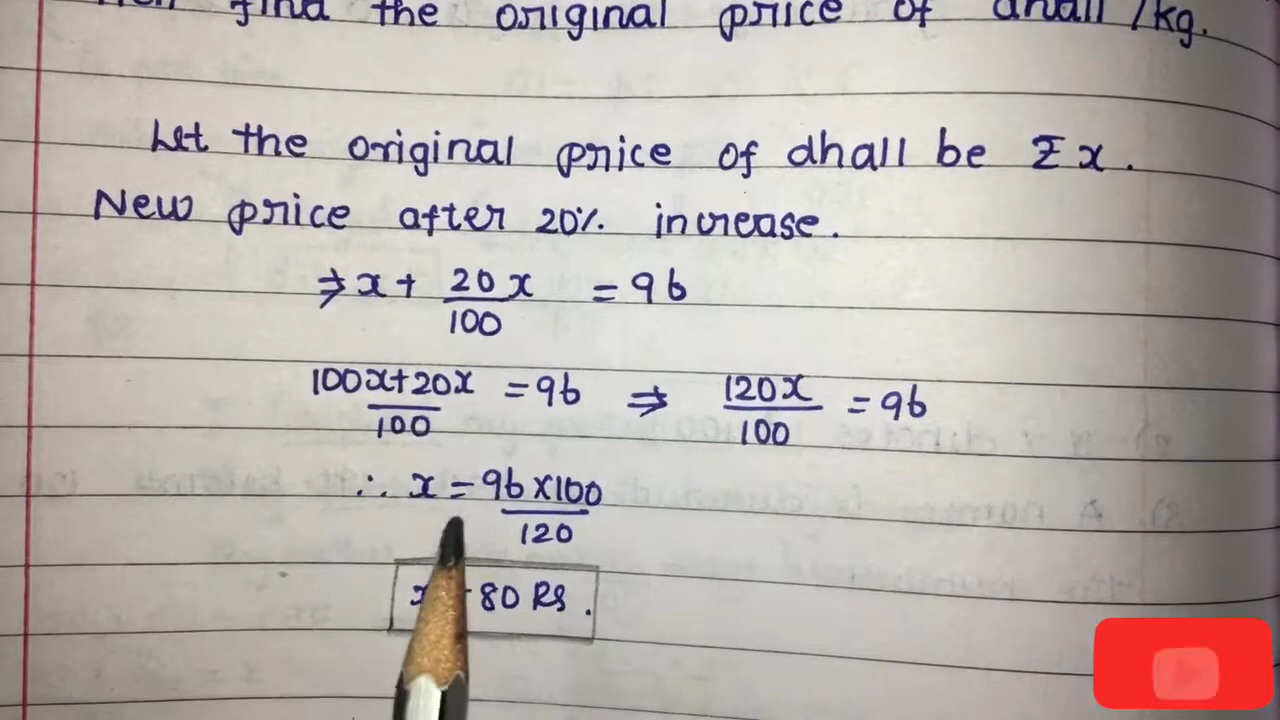 find the original price of dhall /kg.
Let the original price of dhall be ₹ x.
New price after 20% increase.
⇒ x + 20x/100 = 96
100x+20x/100 = 96 ⇒ 120x/100 = 96
∴ x = 96×100/120
x = 80 Rs.